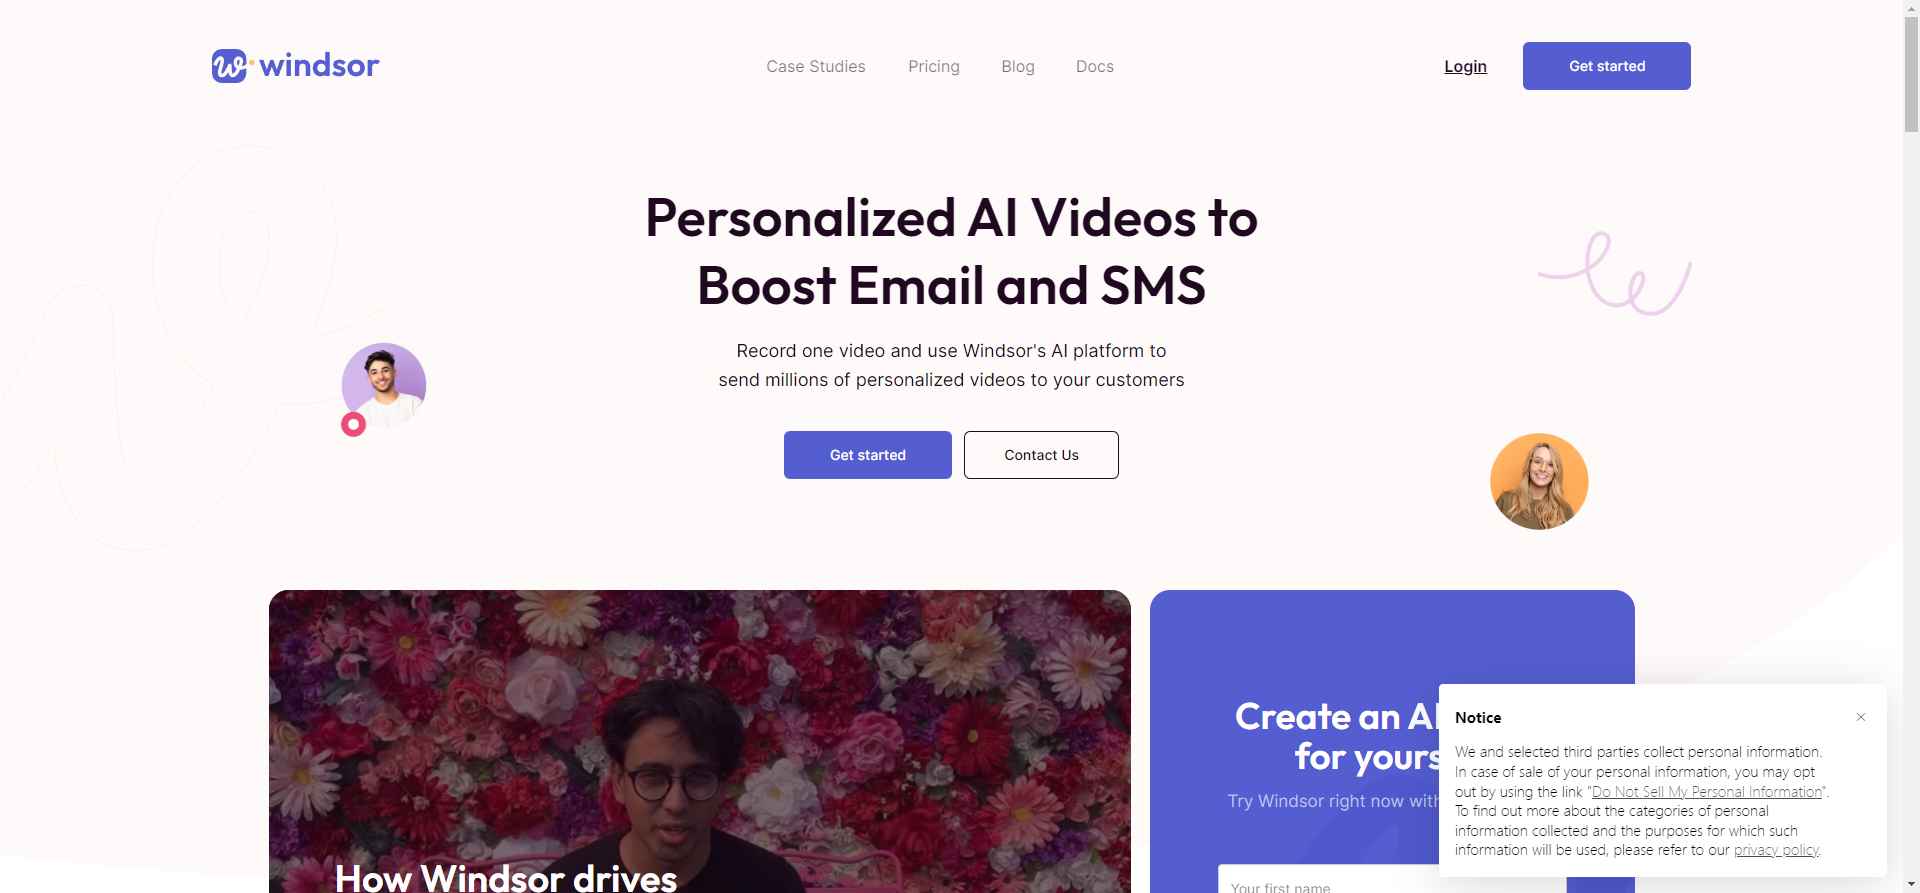 w windsor
Case Studies
Pricing
Blog
Docs
Login
Get started
Personalized AI Videos to
Boost Email and SMS
Record one video and use Windsor's AI platform to
send millions of personalized videos to your customers
Get started
Contact Us
How Windsor drives
Create an AI
for yours
Try Windsor right now with
Your first name
Notice
We and selected third parties collect personal information.
In case of sale of your personal information, you may opt
out by using the link "Do Not Sell My Personal Information".
To find out more about the categories of personal
information collected and the purposes for which such
information will be used, please refer to our privacy policy.